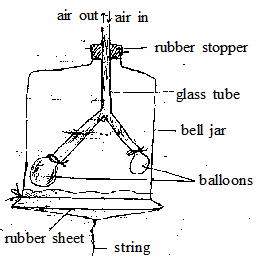 air out air in
rubber stopper
glass tube
bell jar
balloons
rubber sheet
string